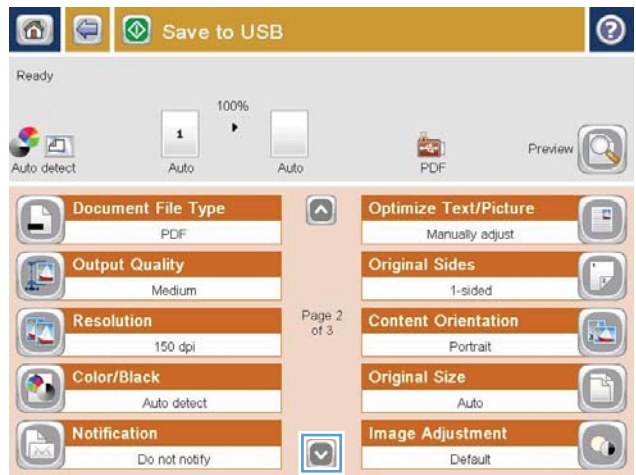 Save to USB
?
Ready
100%
1
Auto detect
Auto
Auto
PDF
Preview
Document File Type
PDF
Output Quality
Medium
Resolution
150 dpi
Color/Black
Auto detect
Notification
Do not notify
Page 2
of 3
Optimize Text/Picture
Manually adjust
Original Sides
1-sided
Content Orientation
Portrait
Original Size
Auto
Image Adjustment
Default